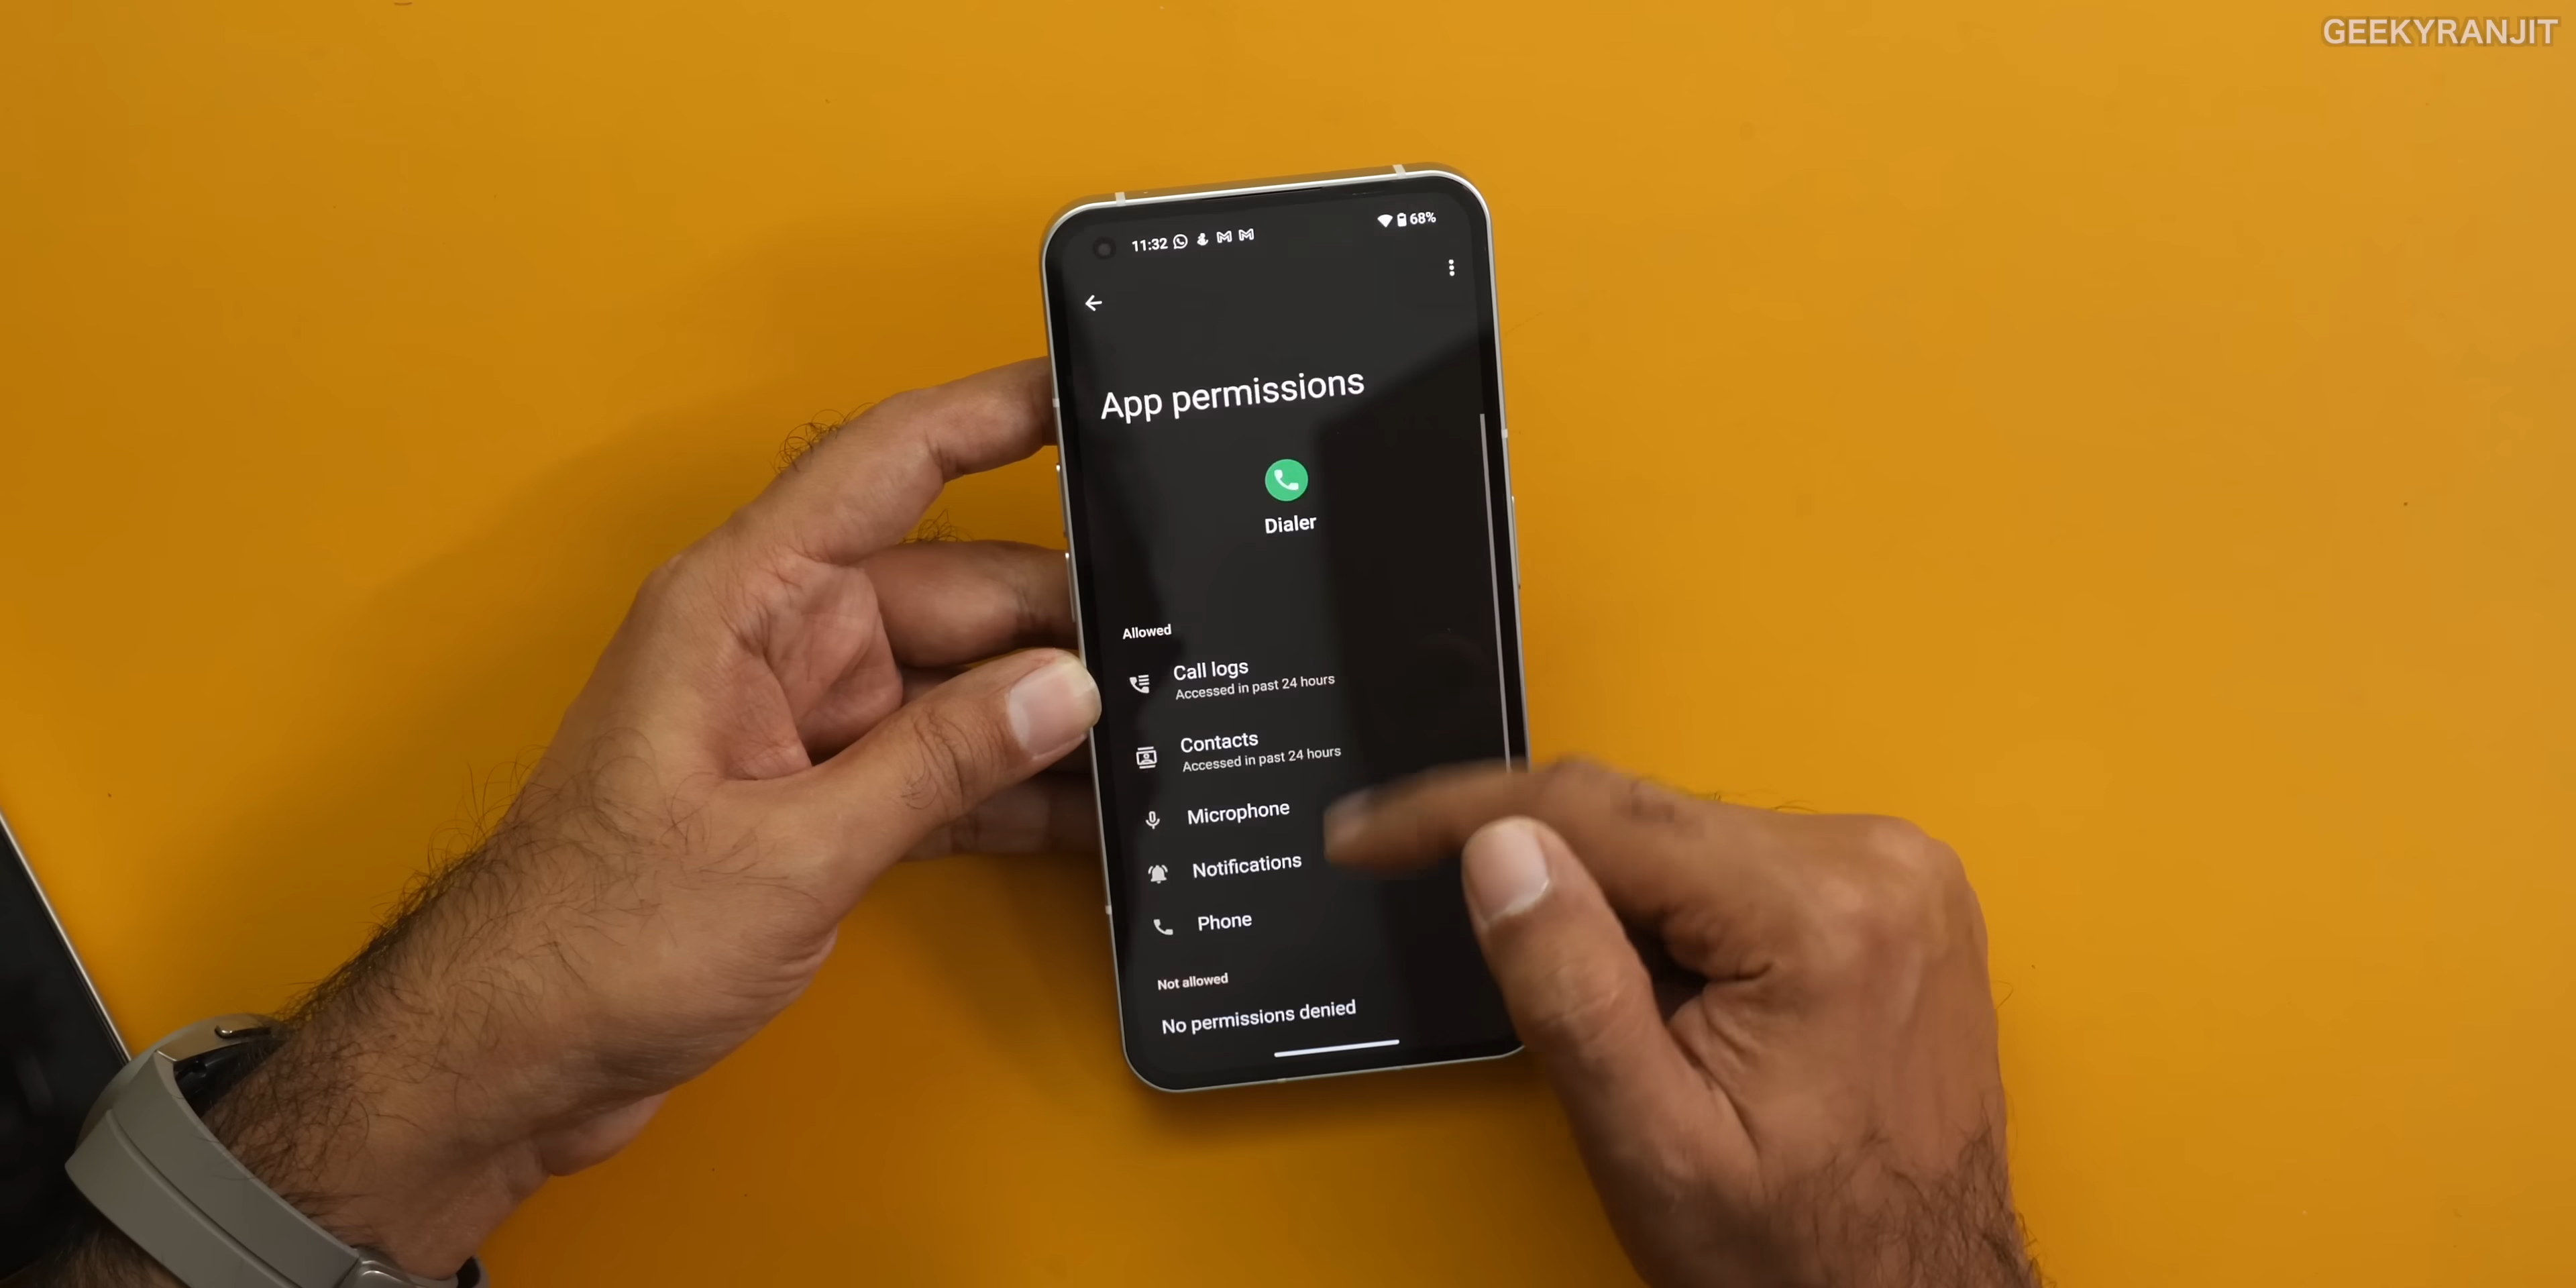 GEEKYRANJIT
11:32
68%
App permissions
Dialer
Allowed
Call logs
Accessed in past 24 hours
Contacts
Accessed in past 24 hours
Microphone
Notifications
Phone
Not allowed
No permissions denied